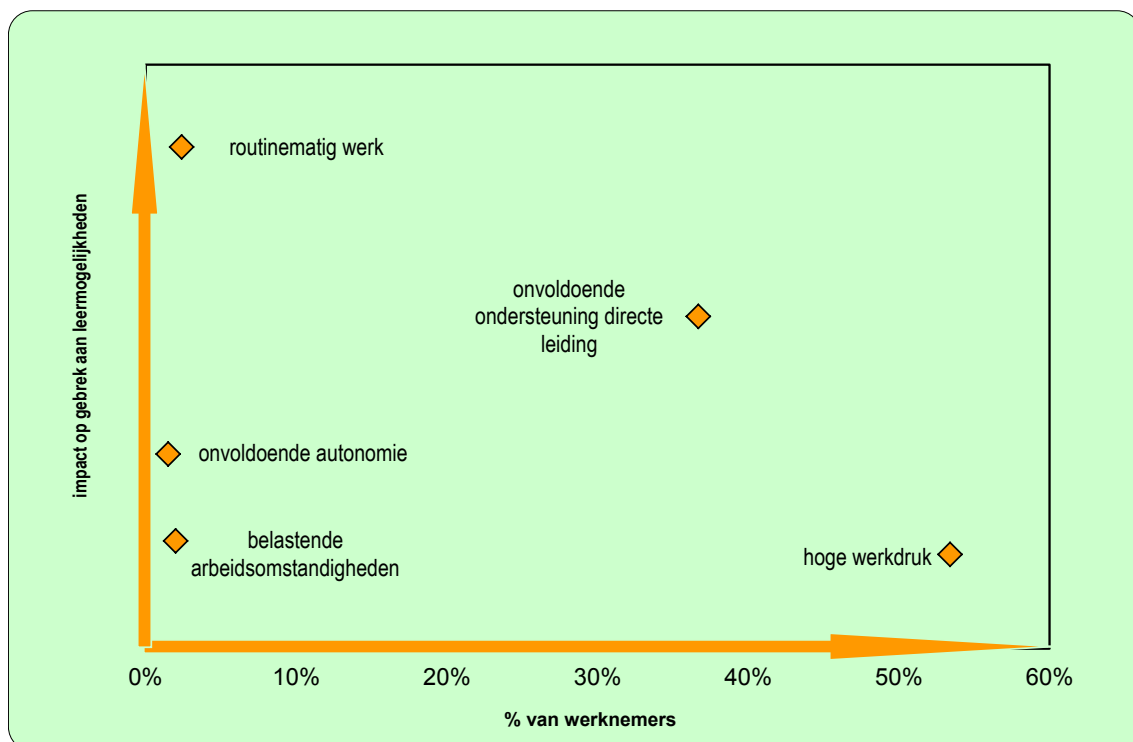 routinematig werk
onvoldoende
ondersteuning directe
leiding
impact op gebrek aan leermogelijkheden
onvoldoende autonomie
belastende
arbeidsomstandigheden
hoge werkdruk
0% 10% 20% 30% 40% 50% 60%
% van werknemers